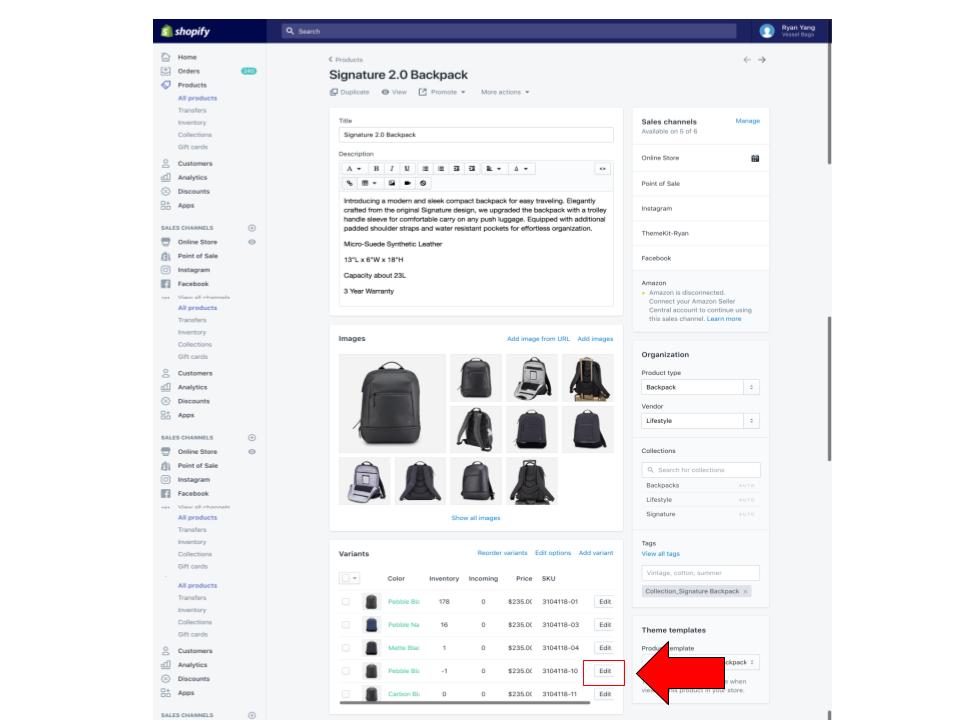 shopify
Search
Ryan Yang
Vessel Bags
Home
Orders
240
Products
All products
Transfers
Inventory
Collections
Gift cards
Customers
Analytics
Discounts
Apps
SALES CHANNELS
Online Store
Point of Sale
Instagram
Facebook
View all channels
All products
Transfers
Inventory
Collections
Gift cards
Customers
Analytics
Discounts
Apps
SALES CHANNELS
Online Store
Point of Sale
Instagram
Facebook
View all channels
All products
Transfers
Inventory
Collections
Gift cards
All products
Transfers
Inventory
Collections
Gift cards
Customers
Analytics
Discounts
Apps
SALES CHANNELS
Products
Signature 2.0 Backpack
Duplicate View Promote More actions
Title
Signature 2.0 Backpack
Description
A B I U A
Introducing a modern and sleek compact backpack for easy traveling. Elegantly
crafted from the original Signature design, we upgraded the backpack with a trolley
handle sleeve for comfortable carry on any push luggage. Equipped with additional
padded shoulder straps and water resistant pockets for effortless organization.
Micro-Suede Synthetic Leather
13"L x 6"W x 18"H
Capacity about 23L
3 Year Warranty
Images Add image from URL Add images
Show all images
Variants Reorder variants Edit options Add variant
Color Inventory Incoming Price SKU
Pebble Bla 178 0 $235.0( 3104118-01 Edit
Pebble Na 16 0 $235.0( 3104118-03 Edit
Matte Blac 1 0 $235.0( 3104118-04 Edit
Pebble Bla -1 0 $235.0( 3104118-10 Edit
Carbon Bl 0 0 $235.0( 3104118-11 Edit
Sales channels Manage
Available on 5 of 6
Online Store
Point of Sale
Instagram
ThemeKit-Ryan
Facebook
Amazon
Amazon is disconnected.
Connect your Amazon Seller
Central account to continue using
this sales channel. Learn more
Organization
Product type
Backpack
Vendor
Lifestyle
Collections
Search for collections
Backpacks AUTO
Lifestyle AUTO
Signature AUTO
Tags
View all tags
Vintage, cotton, summer
Collection_Signature Backpack ×
Theme templates
Product template
ackpack
when
this product in your store.